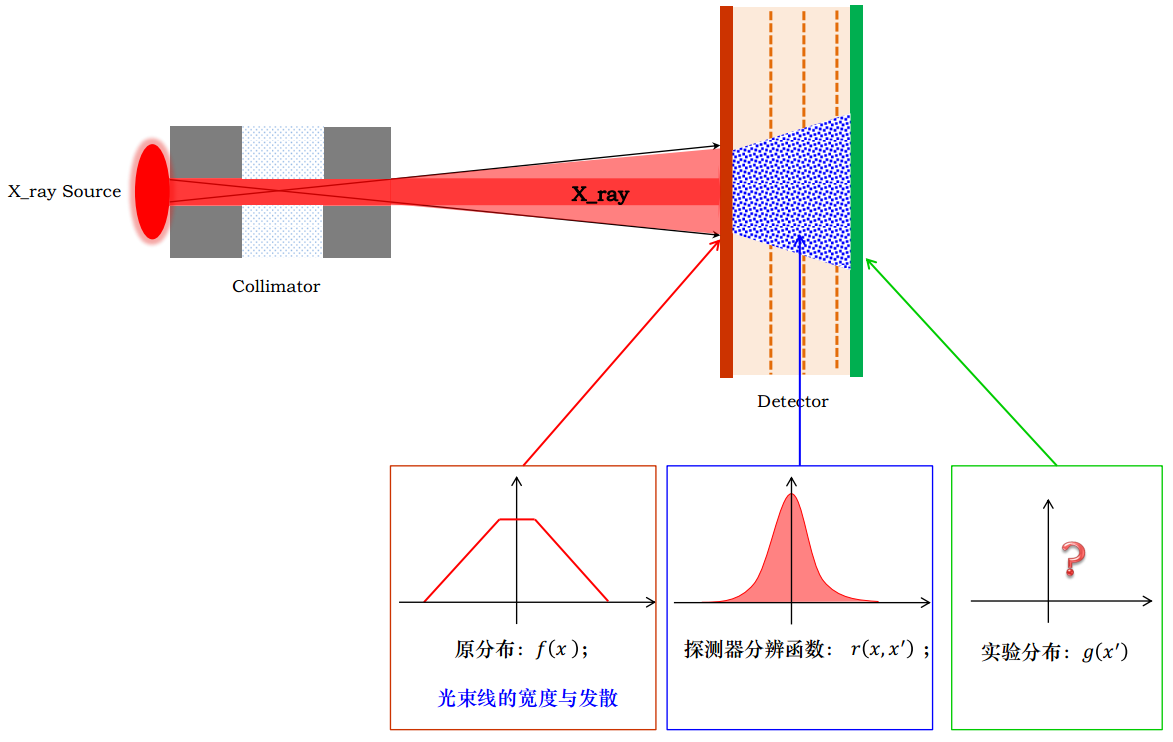 X_ray Source
X_ray
Collimator
Detector
原分布：f(x)；
光束线的宽度与发散
探测器分辨函数： r(x,x′)；
?
实验分布：g(x′)